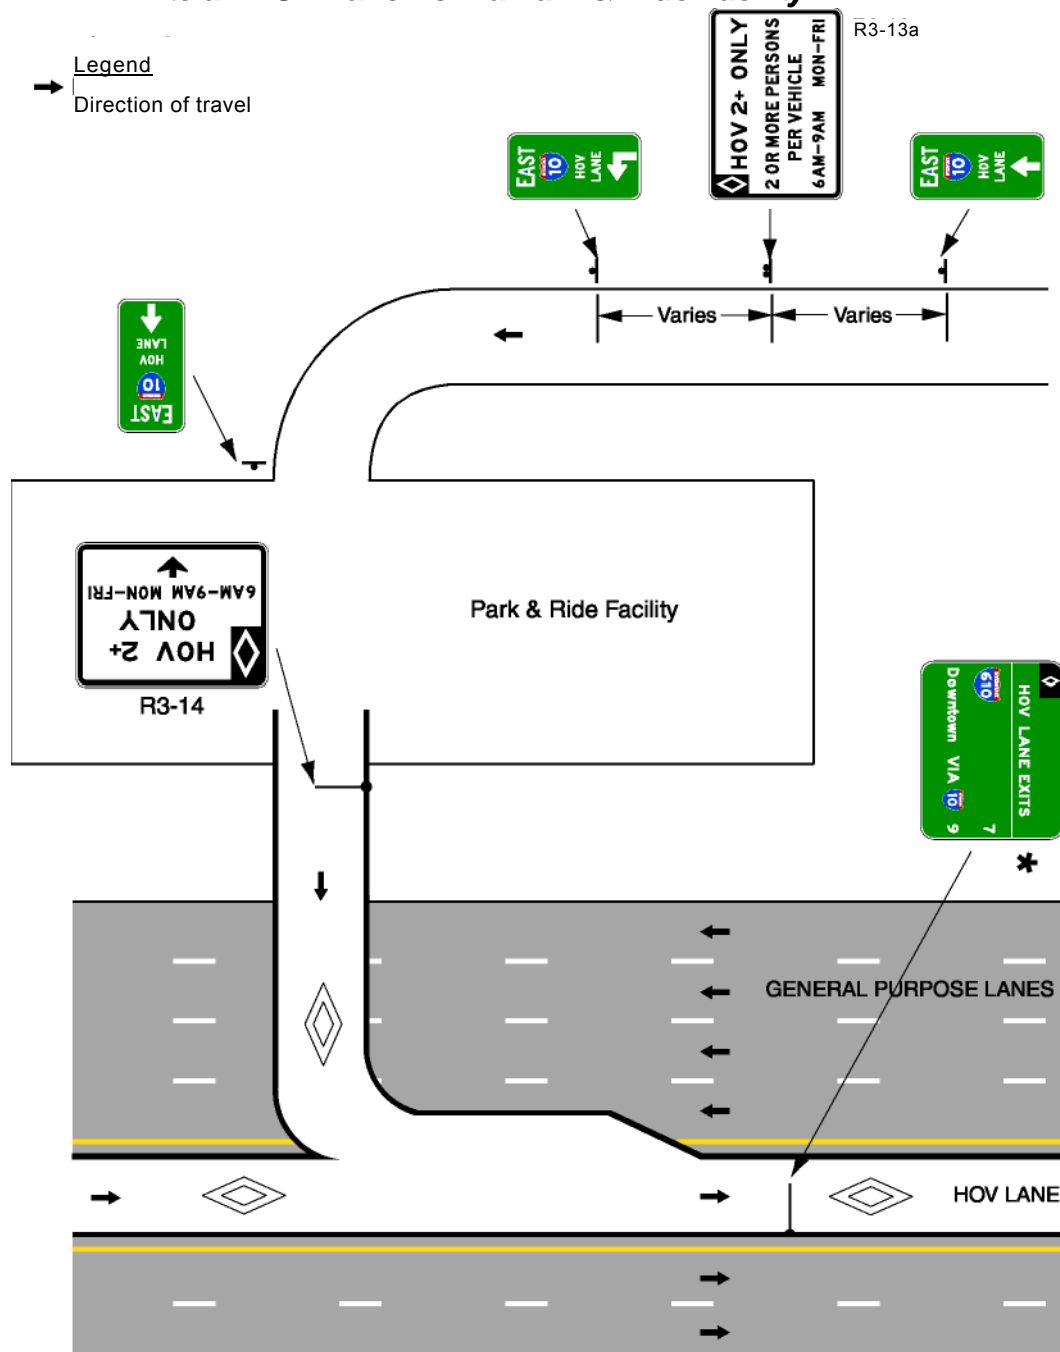 R3-13a
Legend
Direction of travel
HOV 2+ ONLY
2 OR MORE PERSONS
PER VEHICLE
6AM–9AM MON–FRI
EAST
10
HOV
LANE
EAST
10
HOV
LANE
Varies
Varies
EAST
10
HOV
LANE
HOV 2+
ONLY
6AM–9AM MON–FRI
R3-14
Park & Ride Facility
HOV LANE EXITS
610 7
Downtown VIA 10 9
*
GENERAL PURPOSE LANES
HOV LANE